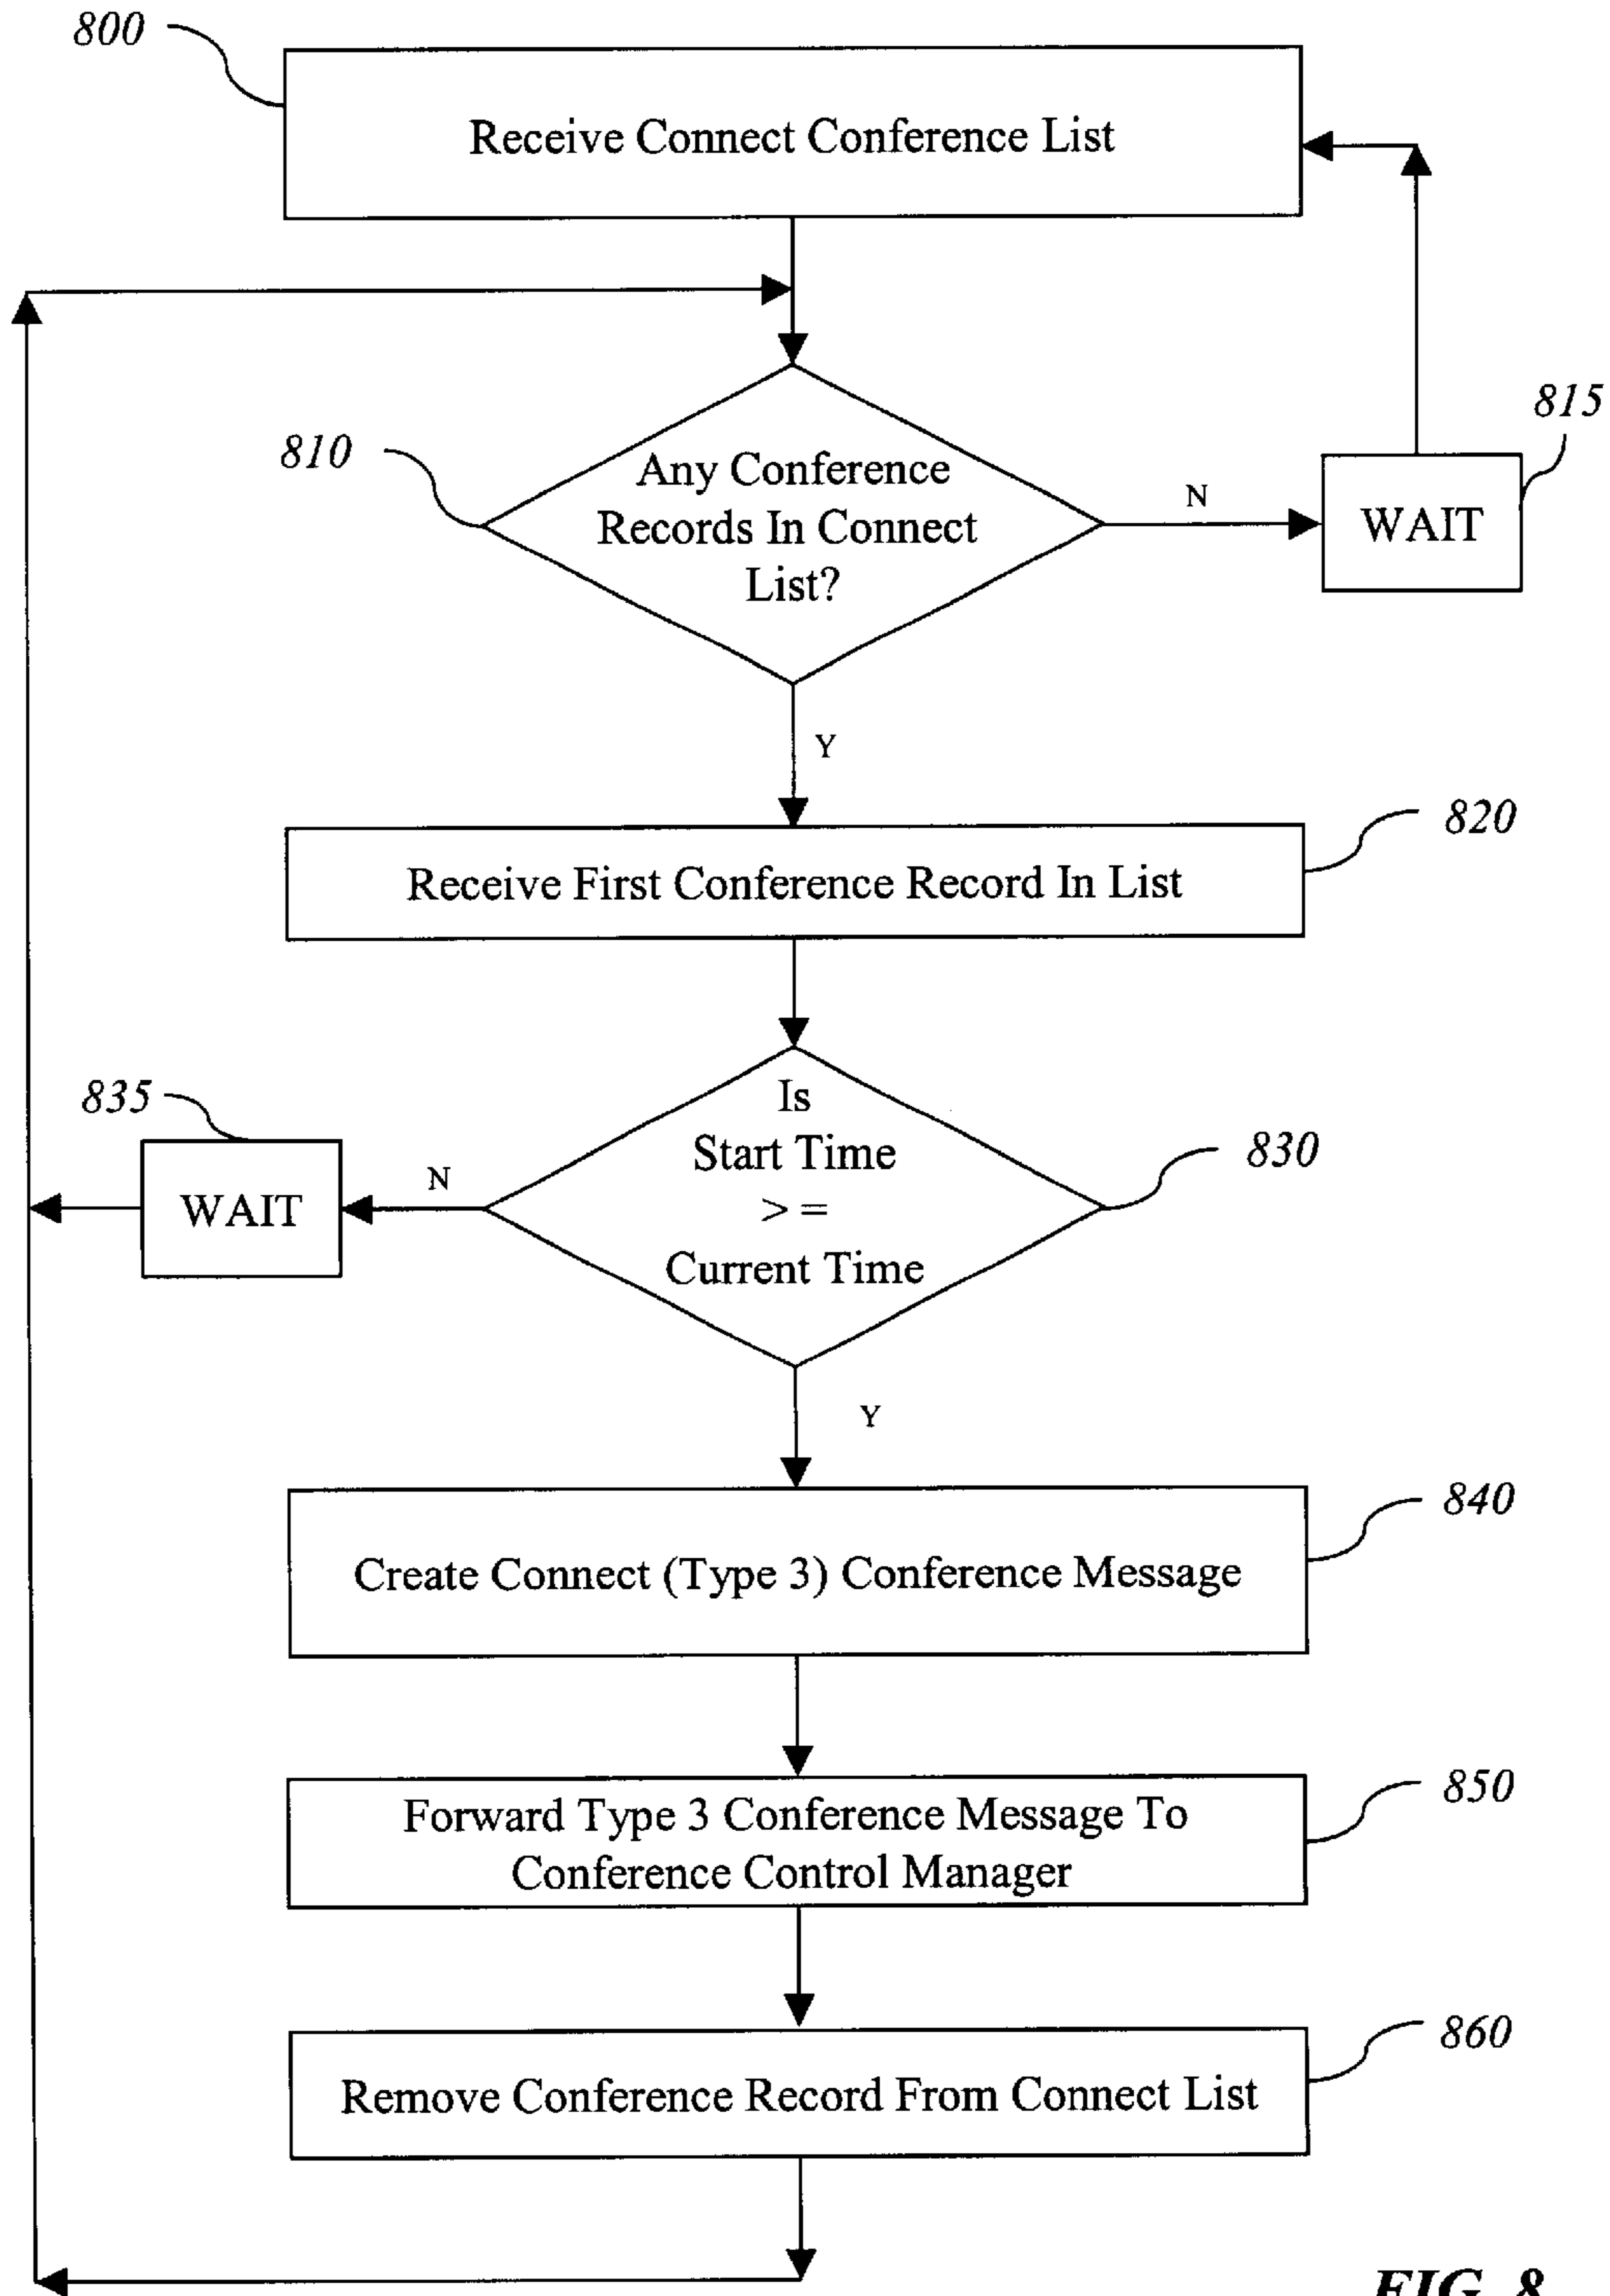 800
Receive Connect Conference List
810
Any Conference
Records In Connect
List?
N
815
WAIT
Y
820
Receive First Conference Record In List
835
WAIT
N
Is
Start Time
> =
Current Time
830
Y
840
Create Connect (Type 3) Conference Message
850
Forward Type 3 Conference Message To
Conference Control Manager
860
Remove Conference Record From Connect List
FIG. 8